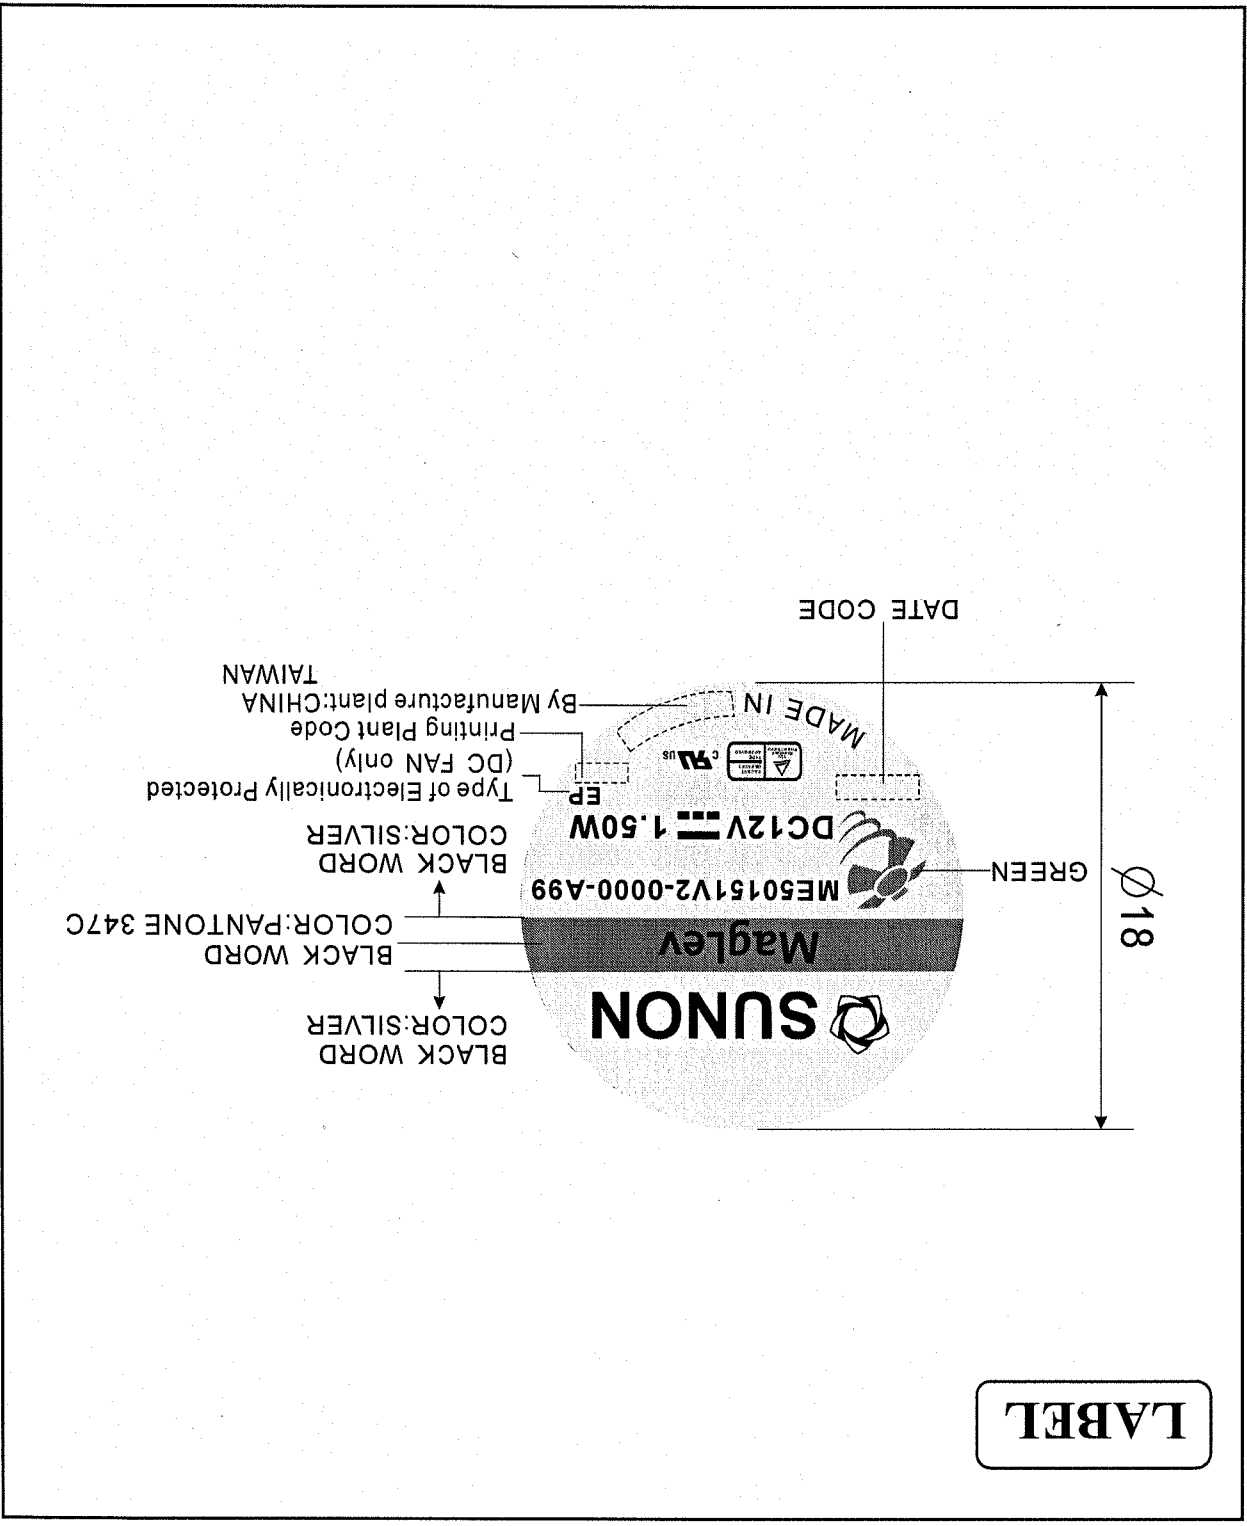 LABEL
BLACK WORD
COLOR:SILVER
SUNON
Ø18
MagLev
BLACK WORD
COLOR:PANTONE 347C
GREEN
ME50151V2-0000-A99
BLACK WORD
COLOR:SILVER
DC12V 1.50W
EP
Type of Electronically Protected
(DC FAN only)
c RU US
Printing Plant Code
MADE IN
By Manufacture plant:CHINA
TAIWAN
DATE CODE